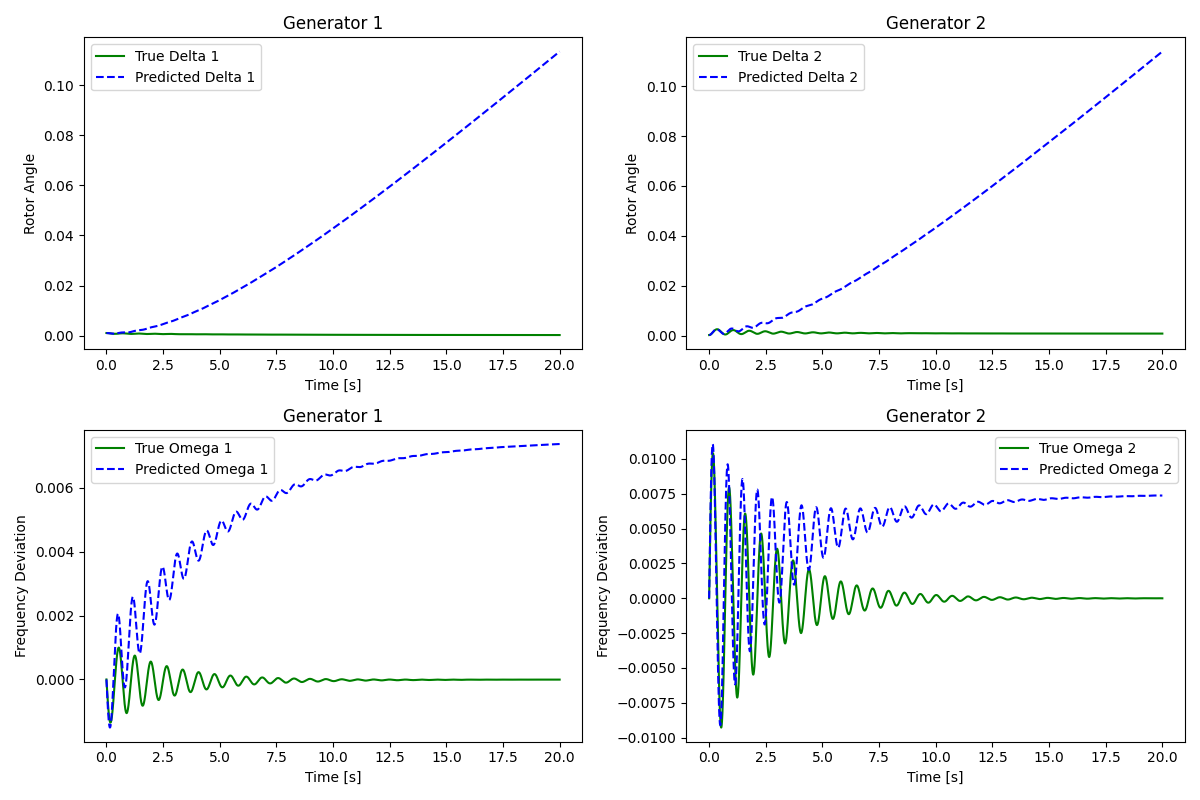 Generator 1
True Delta 1
Predicted Delta 1
Rotor Angle
0.10
0.08
0.06
0.04
0.02
0.00
0.0 2.5 5.0 7.5 10.0 12.5 15.0 17.5 20.0
Time [s]
Generator 2
True Delta 2
Predicted Delta 2
Rotor Angle
0.10
0.08
0.06
0.04
0.02
0.00
0.0 2.5 5.0 7.5 10.0 12.5 15.0 17.5 20.0
Time [s]
Generator 1
True Omega 1
Predicted Omega 1
Frequency Deviation
0.006
0.004
0.002
0.000
0.0 2.5 5.0 7.5 10.0 12.5 15.0 17.5 20.0
Time [s]
Generator 2
True Omega 2
Predicted Omega 2
Frequency Deviation
0.0100
0.0075
0.0050
0.0025
0.0000
−0.0025
−0.0050
−0.0075
−0.0100
0.0 2.5 5.0 7.5 10.0 12.5 15.0 17.5 20.0
Time [s]